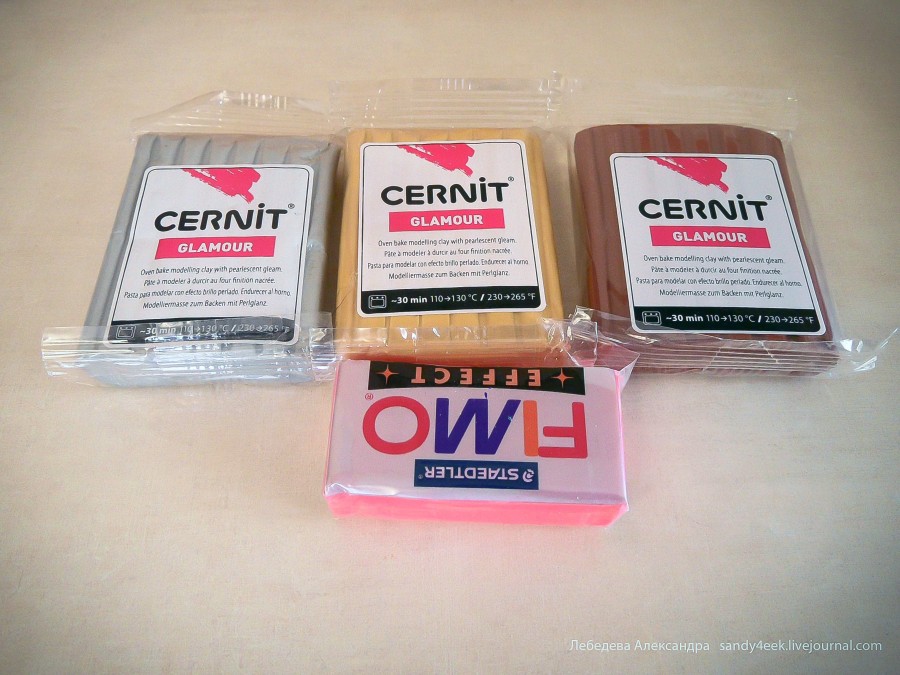 CERNIT®
GLAMOUR
Oven bake modelling clay with pearlescent gleam.
Pâte à modeler à durcir au four finition nacrée.
Pasta para modelar con efecto brillo perlado. Endurecer al horno.
Modelliermasse zum Backen mit Perlglanz.
~30 min 110→130 °C / 230→265 °F
CERNIT®
GLAMOUR
Oven bake modelling clay with pearlescent gleam.
Pâte à modeler à durcir au four finition nacrée.
Pasta para modelar con efecto brillo perlado. Endurecer al horno.
Modelliermasse zum Backen mit Perlglanz.
~30 min 110→130 °C / 230→265 °F
CERNIT®
GLAMOUR
Oven bake modelling clay with pearlescent gleam.
Pâte à modeler à durcir au four finition nacrée.
Pasta para modelar con efecto brillo perlado. Endurecer al horno.
Modelliermasse zum Backen mit Perlglanz.
~30 min 110→130 °C / 230→265 °F
STAEDTLER®
FIMO®
EFFECT
Лебедева Александра sandy4eek.livejournal.com